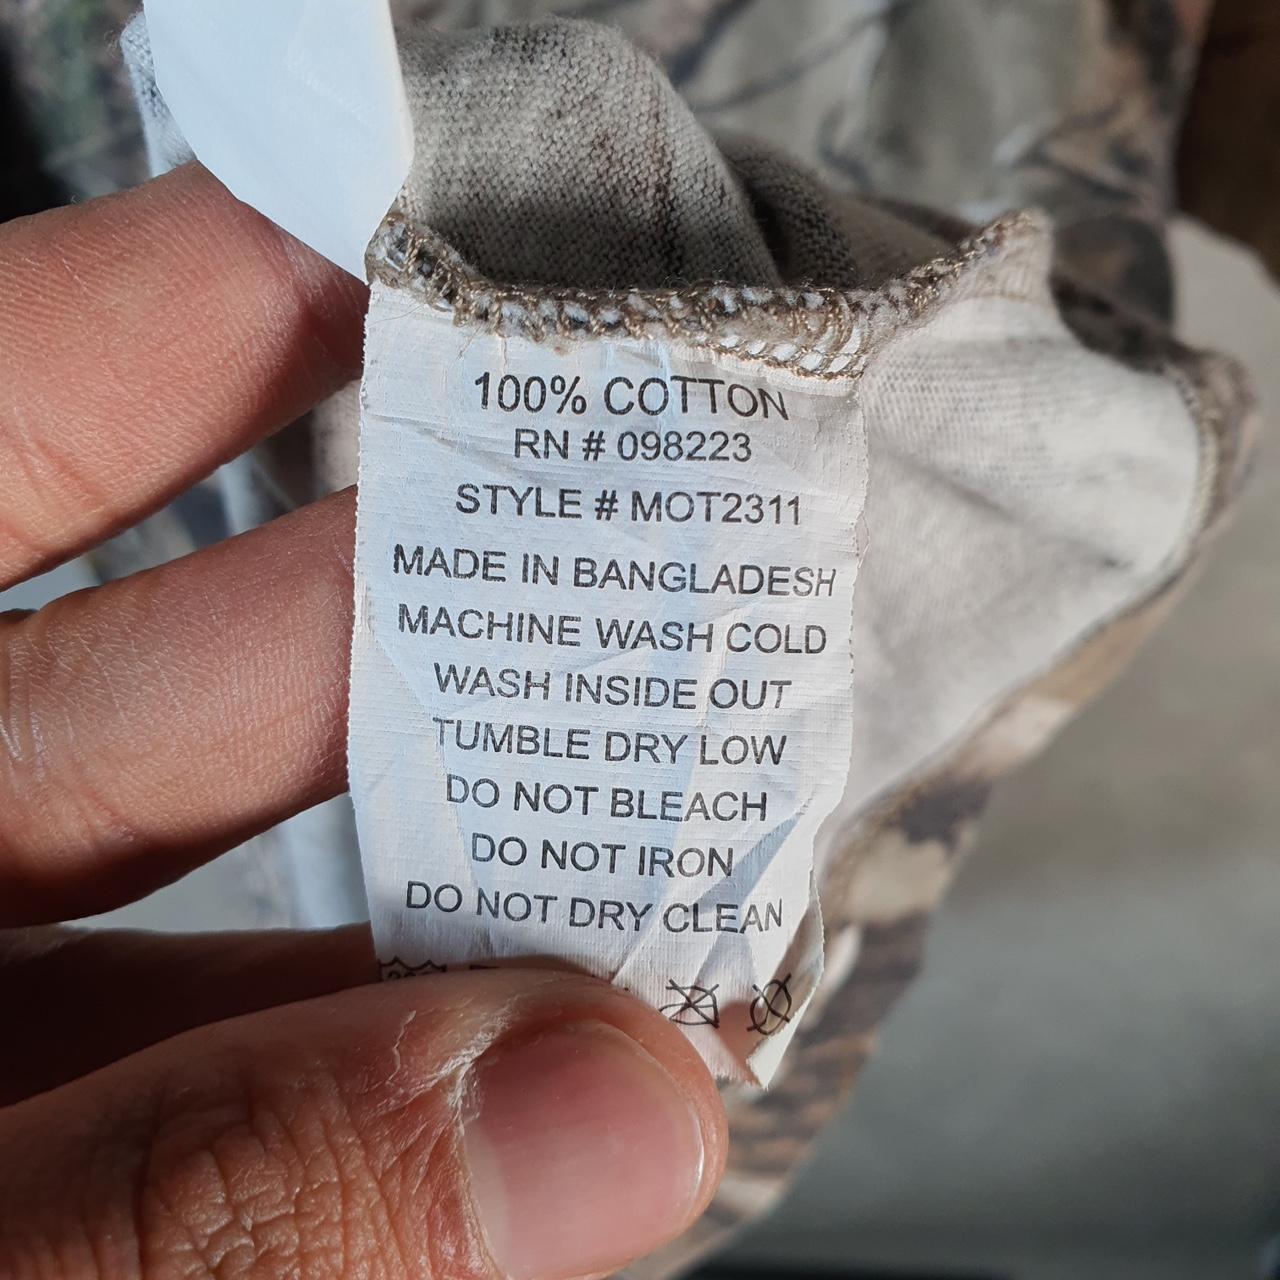 100% COTTON
RN # 098223
STYLE # MOT2311
MADE IN BANGLADESH
MACHINE WASH COLD
WASH INSIDE OUT
TUMBLE DRY LOW
DO NOT BLEACH
DO NOT IRON
DO NOT DRY CLEAN